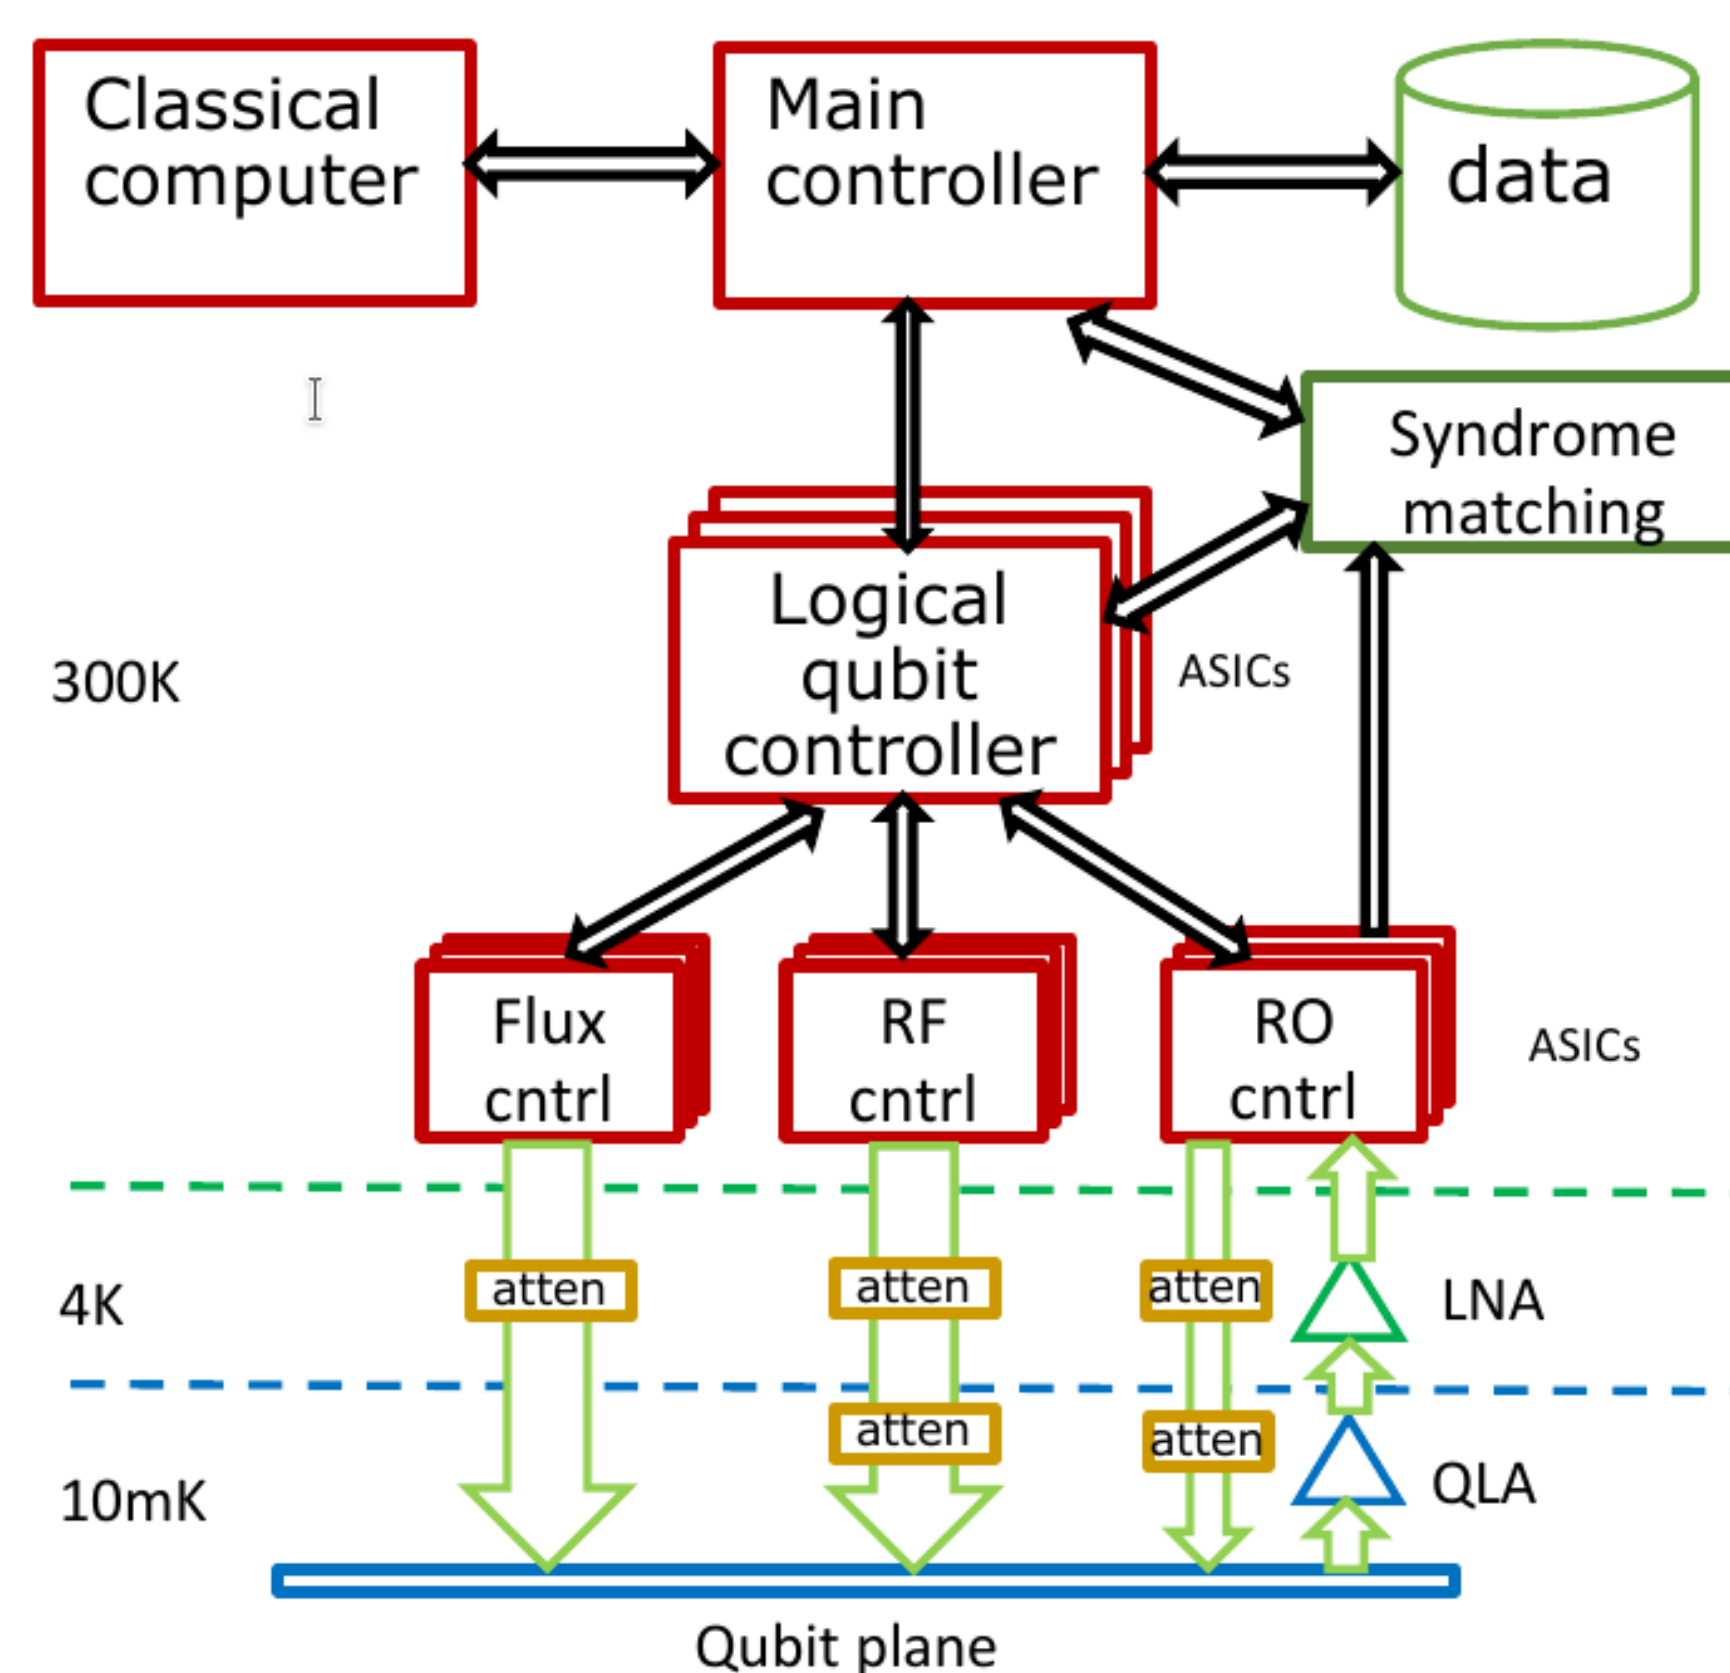 Classical
computer
Main
controller
data
Syndrome
matching
Logical
qubit
controller
300K
ASICs
Flux
cntrl
RF
cntrl
RO
cntrl
ASICs
atten
atten
atten
4K
LNA
atten
atten
10mK
QLA
Qubit plane